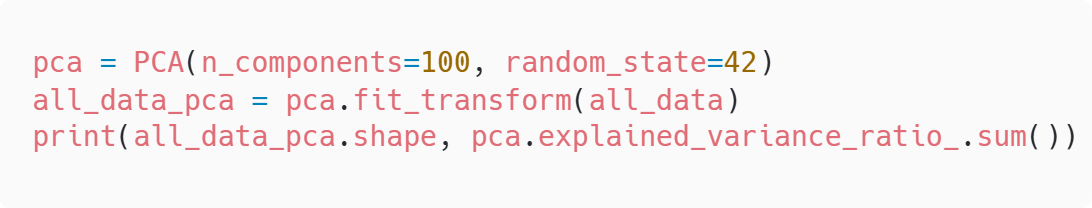 pca = PCA(n_components=100, random_state=42)
all_data_pca = pca.fit_transform(all_data)
print(all_data_pca.shape, pca.explained_variance_ratio_.sum())